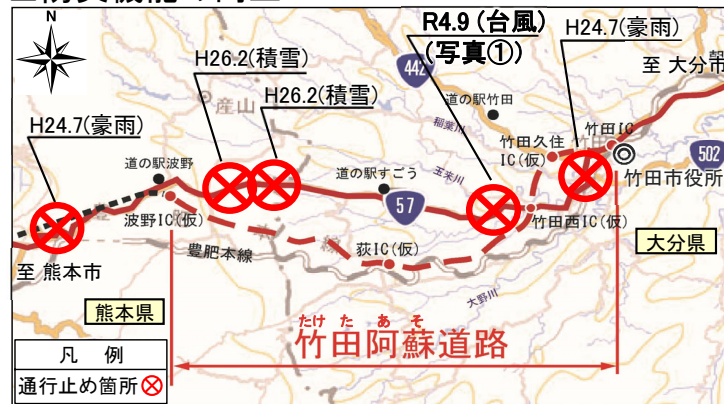 N
R4.9(台風)
(写真①)
H24.7(豪雨)
H26.2(積雪)
H26.2(積雪)
H24.7(豪雨)
442
至 大分市
道の駅竹田
産山
稲葉川
竹田久住
IC(仮)
竹田IC
502
竹田市役所
道の駅波野
道の駅すごう
玉来川
57
波野IC(仮)
竹田西IC(仮)
豊肥本線
荻IC(仮)
大分県
至 熊本市
大野川
熊本県
たけ た あ そ
竹田阿蘇道路
凡 例
通行止め箇所